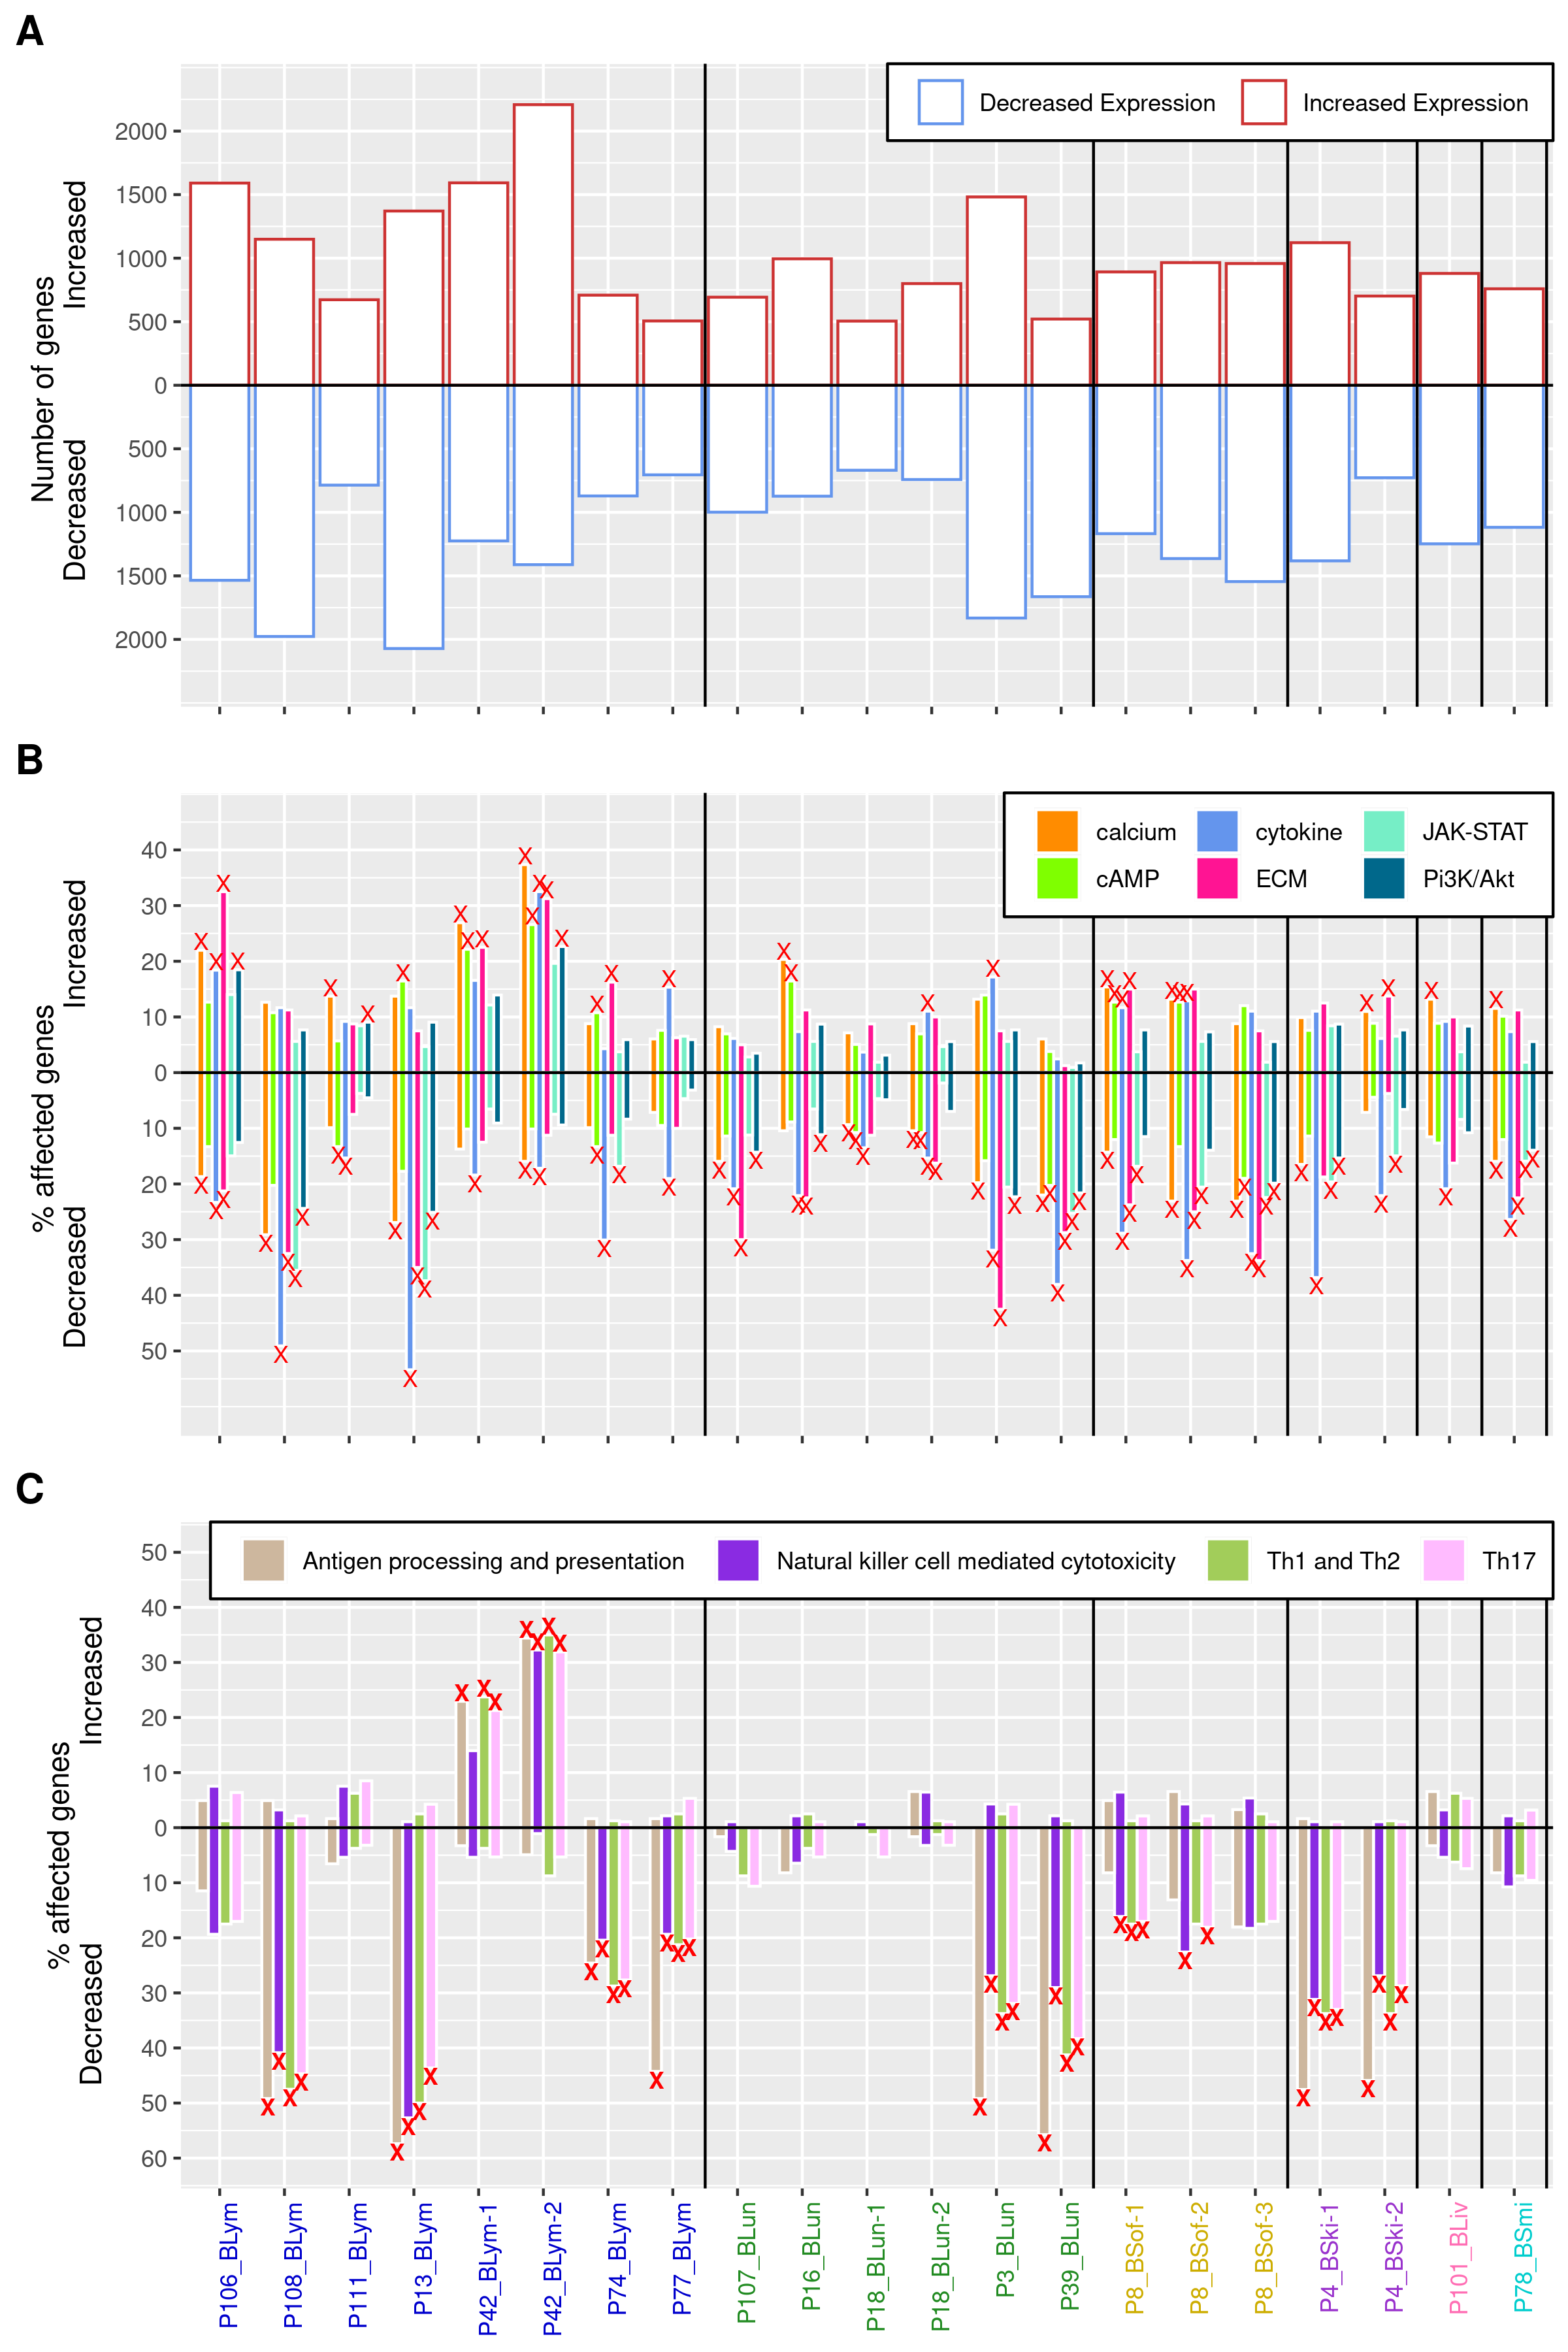 A
Decreased Expression
Increased Expression
Number of genes
Increased
Decreased
2000
1500
1000
500
0
500
1000
1500
2000
B
calcium
cytokine
JAK-STAT
cAMP
ECM
Pi3K/Akt
% affected genes
Increased
Decreased
40
30
20
10
0
10
20
30
40
50
C
Antigen processing and presentation
Natural killer cell mediated cytotoxicity
Th1 and Th2
Th17
% affected genes
Increased
Decreased
50
40
30
20
10
0
10
20
30
40
50
60
P106_BLym
P108_BLym
P111_BLym
P13_BLym
P42_BLym-1
P42_BLym-2
P74_BLym
P77_BLym
P107_BLun
P16_BLun
P18_BLun-1
P18_BLun-2
P3_BLun
P39_BLun
P8_BSof-1
P8_BSof-2
P8_BSof-3
P4_BSki-1
P4_BSki-2
P101_BLiv
P78_BSmi